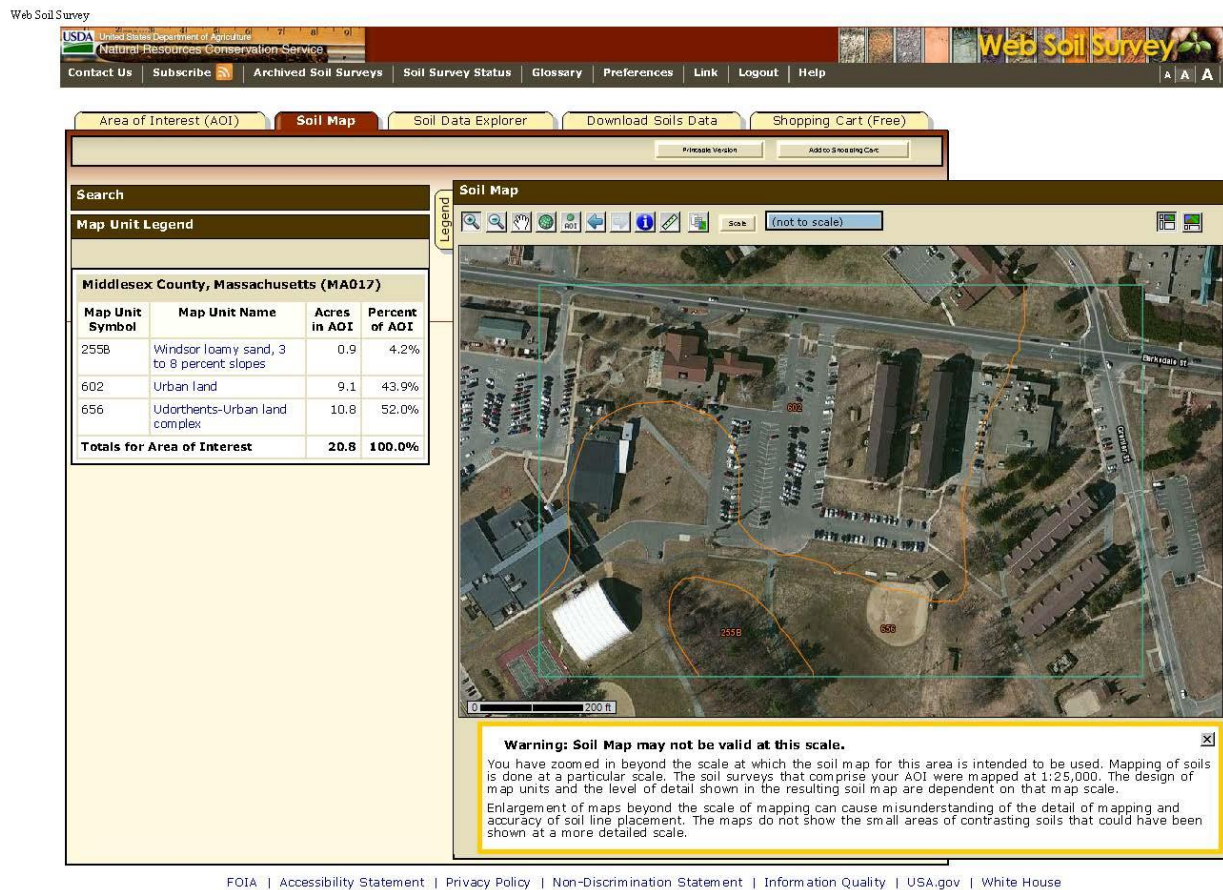 Web Soil Survey
USDA United States Department of Agriculture
Natural Resources Conservation Service
Web Soil Survey
Contact Us | Subscribe | Archived Soil Surveys | Soil Survey Status | Glossary | Preferences | Link | Logout | Help
A A A
Area of Interest (AOI)
Soil Map
Soil Data Explorer
Download Soils Data
Shopping Cart (Free)
Printable Version
Add to Shopping Cart
Search
Map Unit Legend
Middlesex County, Massachusetts (MA017)
Map Unit Symbol Map Unit Name Acres in AOI Percent of AOI
255B Windsor loamy sand, 3 to 8 percent slopes 0.9 4.2%
602 Urban land 9.1 43.9%
656 Udorthents-Urban land complex 10.8 52.0%
Totals for Area of Interest 20.8 100.0%
Legend
Soil Map
AOI
Scale
(not to scale)
602
255B
656
0 200 ft
Warning: Soil Map may not be valid at this scale.
You have zoomed in beyond the scale at which the soil map for this area is intended to be used. Mapping of soils
is done at a particular scale. The soil surveys that comprise your AOI were mapped at 1:25,000. The design of
map units and the level of detail shown in the resulting soil map are dependent on that map scale.
Enlargement of maps beyond the scale of mapping can cause misunderstanding of the detail of mapping and
accuracy of soil line placement. The maps do not show the small areas of contrasting soils that could have been
shown at a more detailed scale.
FOIA | Accessibility Statement | Privacy Policy | Non-Discrimination Statement | Information Quality | USA.gov | White House